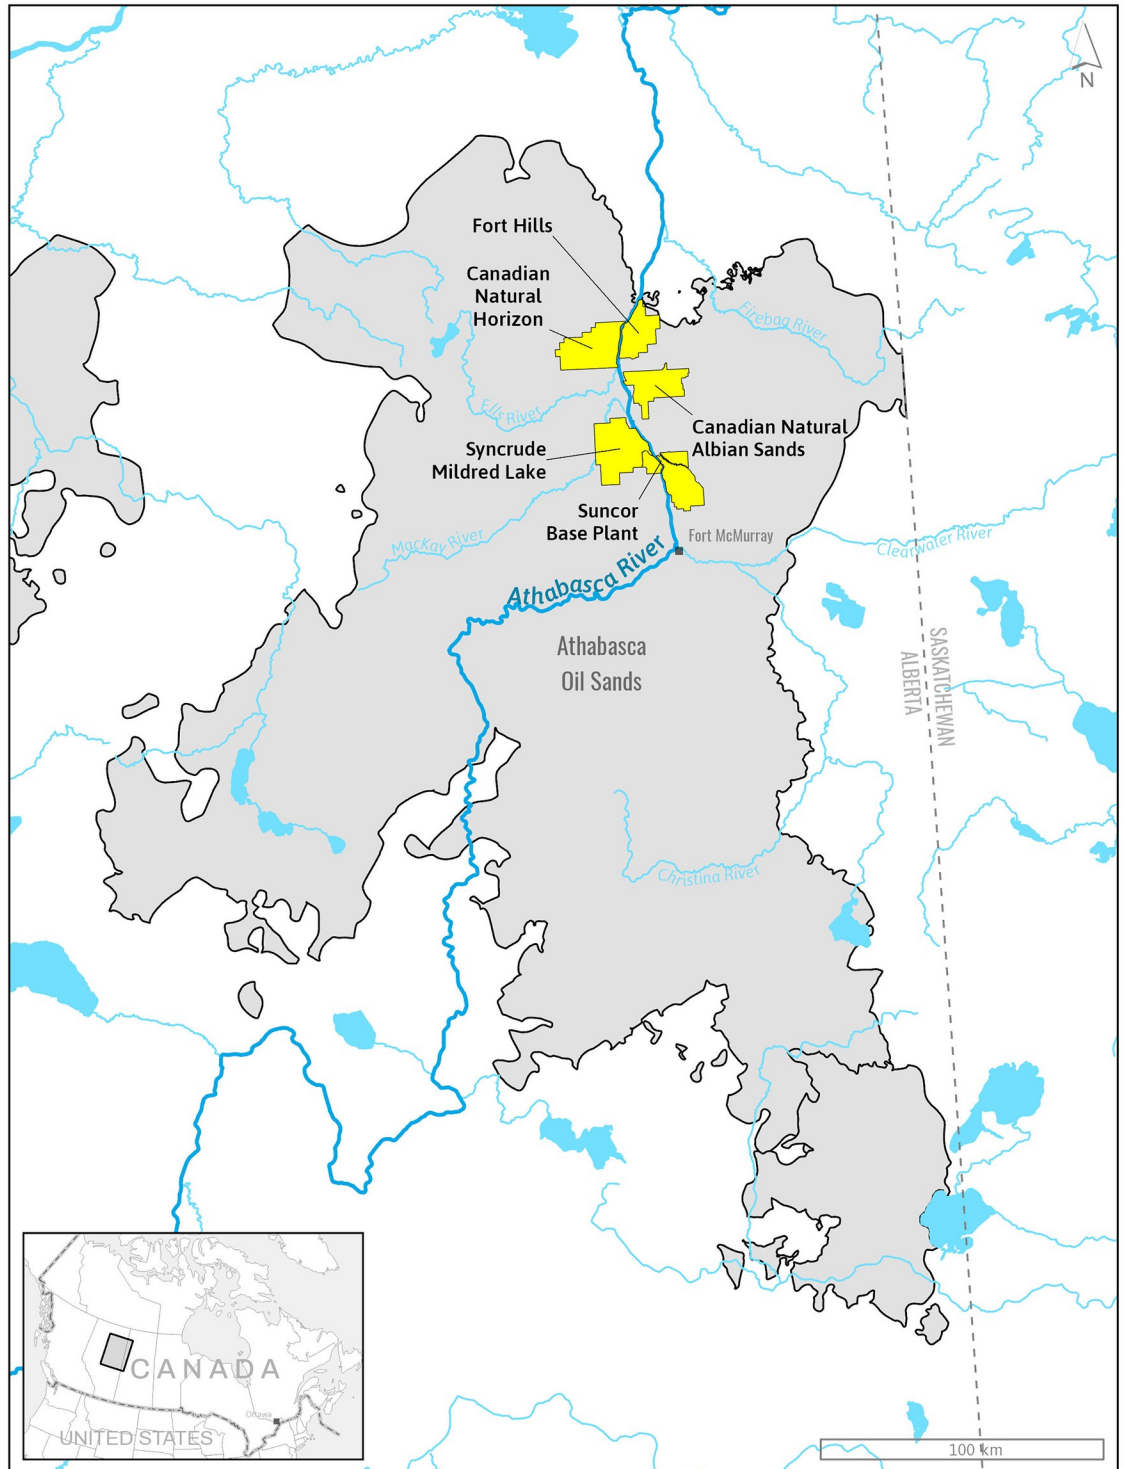 N
Fort Hills
Canadian
Natural
Horizon
Firebag River
Ells River
Canadian Natural
Albian Sands
Syncrude
Mildred Lake
Suncor
Base Plant
MacKay River
Fort McMurray
Clearwater River
Athabasca River
Athabasca
Oil Sands
SASKATCHEWAN
ALBERTA
Christina River
CANADA
Ottawa
UNITED STATES
100 km